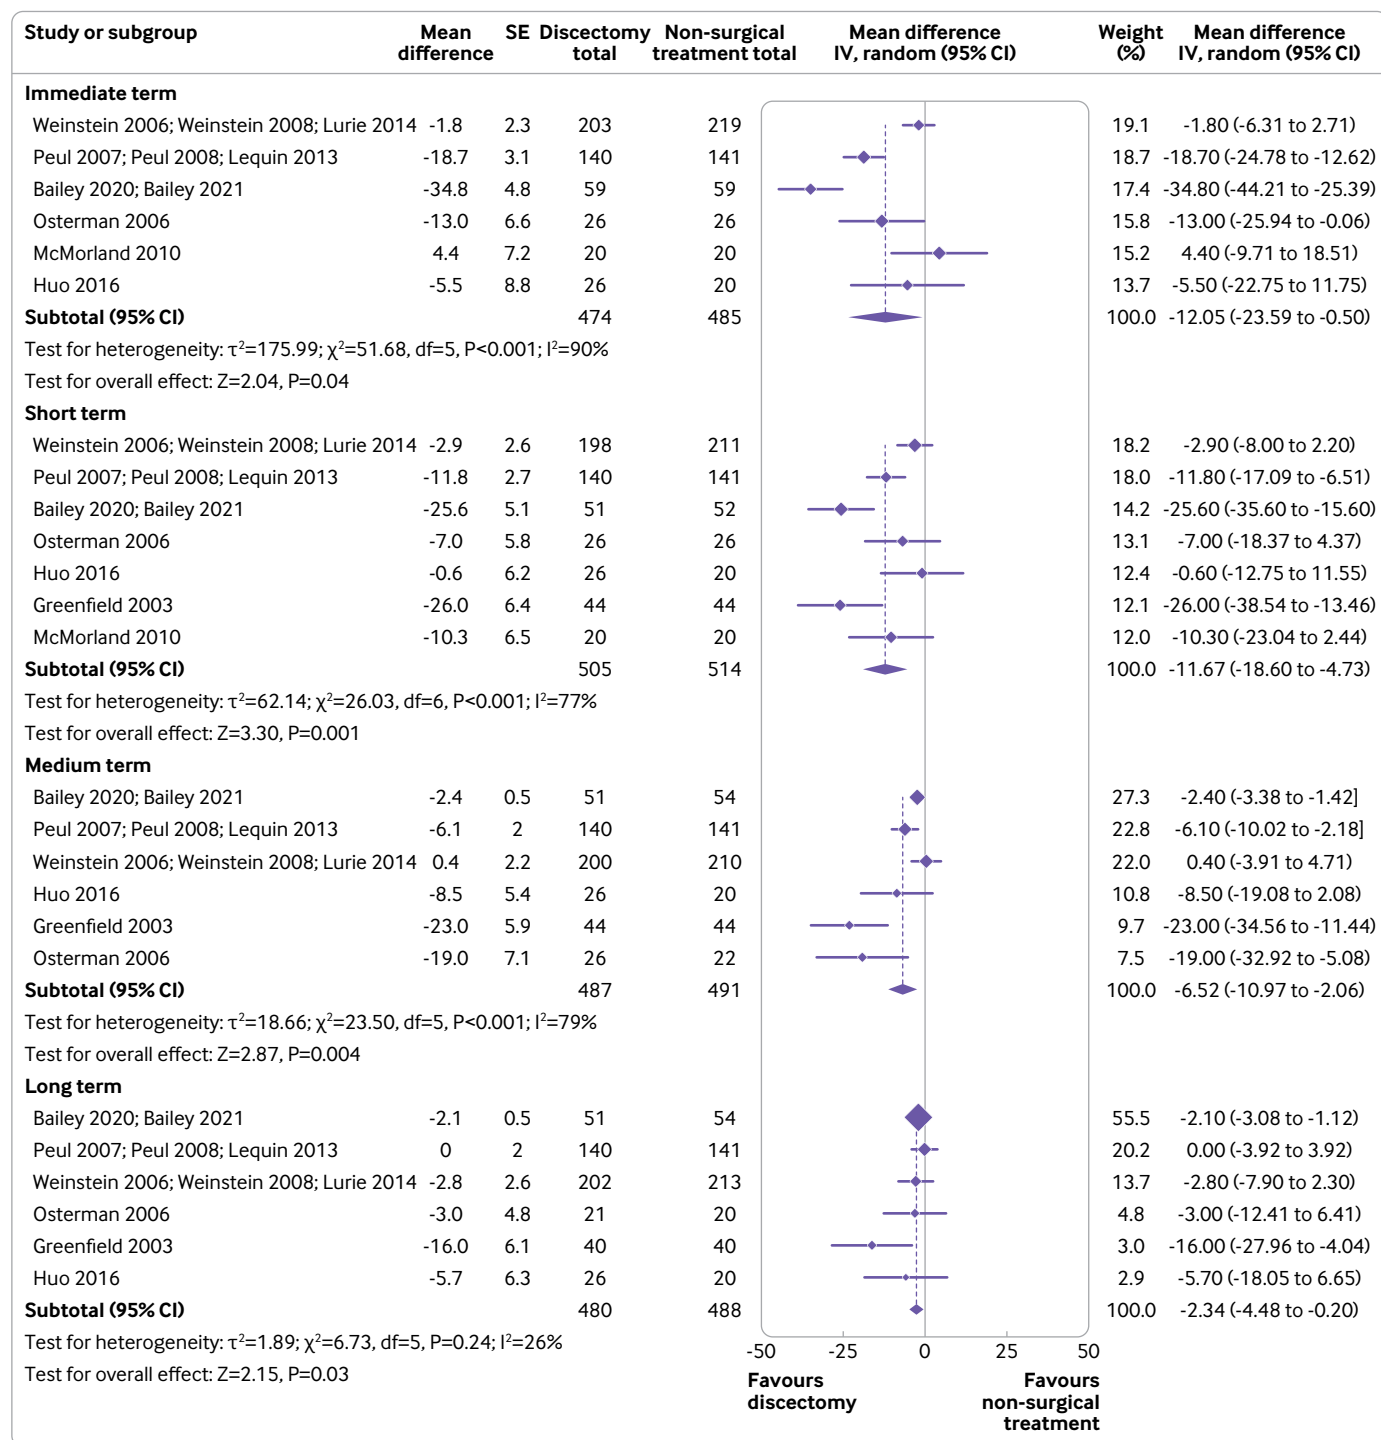 Study or subgroup Mean difference SE Discectomy total Non-surgical treatment total Mean difference IV, random (95% CI) Weight (%) Mean difference IV, random (95% CI)
Immediate term
Weinstein 2006; Weinstein 2008; Lurie 2014 -1.8 2.3 203 219 19.1 -1.80 (-6.31 to 2.71)
Peul 2007; Peul 2008; Lequin 2013 -18.7 3.1 140 141 18.7 -18.70 (-24.78 to -12.62)
Bailey 2020; Bailey 2021 -34.8 4.8 59 59 17.4 -34.80 (-44.21 to -25.39)
Osterman 2006 -13.0 6.6 26 26 15.8 -13.00 (-25.94 to -0.06)
McMorland 2010 4.4 7.2 20 20 15.2 4.40 (-9.71 to 18.51)
Huo 2016 -5.5 8.8 26 20 13.7 -5.50 (-22.75 to 11.75)
Subtotal (95% CI) 474 485 100.0 -12.05 (-23.59 to -0.50)
Test for heterogeneity: τ²=175.99; χ²=51.68, df=5, P<0.001; I²=90%
Test for overall effect: Z=2.04, P=0.04
Short term
Weinstein 2006; Weinstein 2008; Lurie 2014 -2.9 2.6 198 211 18.2 -2.90 (-8.00 to 2.20)
Peul 2007; Peul 2008; Lequin 2013 -11.8 2.7 140 141 18.0 -11.80 (-17.09 to -6.51)
Bailey 2020; Bailey 2021 -25.6 5.1 51 52 14.2 -25.60 (-35.60 to -15.60)
Osterman 2006 -7.0 5.8 26 26 13.1 -7.00 (-18.37 to 4.37)
Huo 2016 -0.6 6.2 26 20 12.4 -0.60 (-12.75 to 11.55)
Greenfield 2003 -26.0 6.4 44 44 12.1 -26.00 (-38.54 to -13.46)
McMorland 2010 -10.3 6.5 20 20 12.0 -10.30 (-23.04 to 2.44)
Subtotal (95% CI) 505 514 100.0 -11.67 (-18.60 to -4.73)
Test for heterogeneity: τ²=62.14; χ²=26.03, df=6, P<0.001; I²=77%
Test for overall effect: Z=3.30, P=0.001
Medium term
Bailey 2020; Bailey 2021 -2.4 0.5 51 54 27.3 -2.40 (-3.38 to -1.42]
Peul 2007; Peul 2008; Lequin 2013 -6.1 2 140 141 22.8 -6.10 (-10.02 to -2.18]
Weinstein 2006; Weinstein 2008; Lurie 2014 0.4 2.2 200 210 22.0 0.40 (-3.91 to 4.71)
Huo 2016 -8.5 5.4 26 20 10.8 -8.50 (-19.08 to 2.08)
Greenfield 2003 -23.0 5.9 44 44 9.7 -23.00 (-34.56 to -11.44)
Osterman 2006 -19.0 7.1 26 22 7.5 -19.00 (-32.92 to -5.08)
Subtotal (95% CI) 487 491 100.0 -6.52 (-10.97 to -2.06)
Test for heterogeneity: τ²=18.66; χ²=23.50, df=5, P<0.001; I²=79%
Test for overall effect: Z=2.87, P=0.004
Long term
Bailey 2020; Bailey 2021 -2.1 0.5 51 54 55.5 -2.10 (-3.08 to -1.12)
Peul 2007; Peul 2008; Lequin 2013 0 2 140 141 20.2 0.00 (-3.92 to 3.92)
Weinstein 2006; Weinstein 2008; Lurie 2014 -2.8 2.6 202 213 13.7 -2.80 (-7.90 to 2.30)
Osterman 2006 -3.0 4.8 21 20 4.8 -3.00 (-12.41 to 6.41)
Greenfield 2003 -16.0 6.1 40 40 3.0 -16.00 (-27.96 to -4.04)
Huo 2016 -5.7 6.3 26 20 2.9 -5.70 (-18.05 to 6.65)
Subtotal (95% CI) 480 488 100.0 -2.34 (-4.48 to -0.20)
Test for heterogeneity: τ²=1.89; χ²=6.73, df=5, P=0.24; I²=26%
Test for overall effect: Z=2.15, P=0.03
-50 -25 0 25 50
Favours discectomy
Favours non-surgical treatment